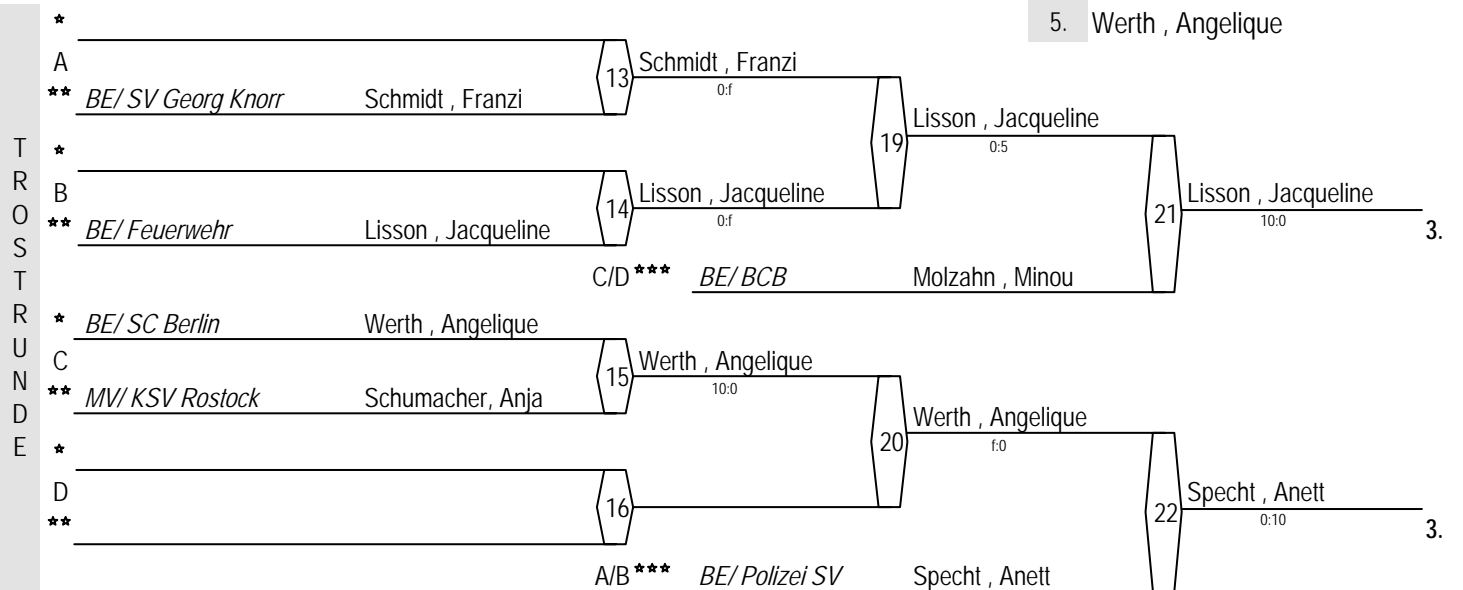 5. Werth , Angelique
TROSTRUNDE
*
A
** BE/ SV Georg Knorr Schmidt , Franzi
13
Schmidt , Franzi
0:f
*
B
** BE/ Feuerwehr Lisson , Jacqueline
14
Lisson , Jacqueline
0:f
19
Lisson , Jacqueline
0:5
C/D *** BE/ BCB Molzahn , Minou
21
Lisson , Jacqueline
10:0
3.
* BE/ SC Berlin Werth , Angelique
C
** MV/ KSV Rostock Schumacher, Anja
15
Werth , Angelique
10:0
*
D
**
16
20
Werth , Angelique
f:0
A/B *** BE/ Polizei SV Specht , Anett
22
Specht , Anett
0:10
3.